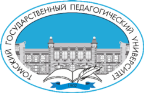 ТОМСКИЙ ГОСУДАРСТВЕННЫЙ ПЕДАГОГИЧЕСКИЙ УНИВЕРСИТЕТ